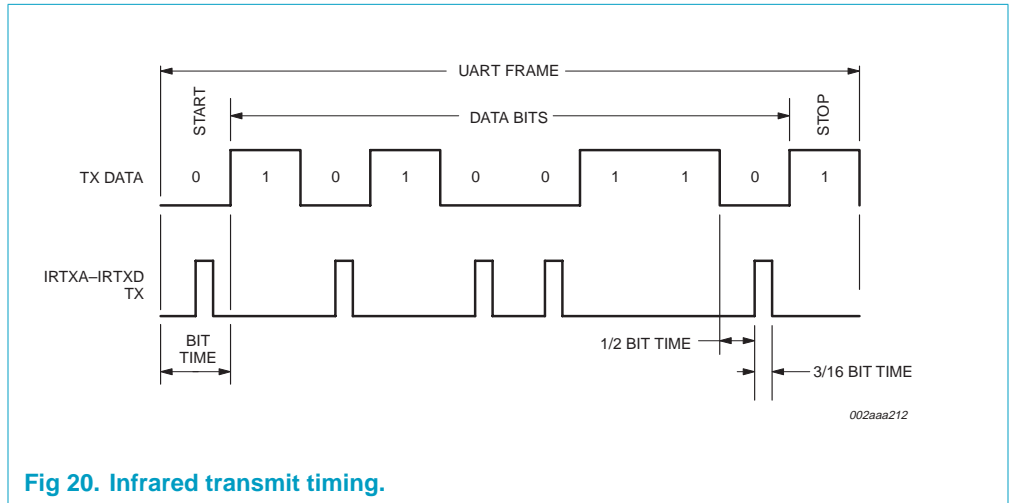 UART FRAME
START
DATA BITS
STOP
TX DATA
0 1 0 1 0 0 1 1 0 1
IRTXA–IRTXD
TX
BIT
TIME
1/2 BIT TIME
3/16 BIT TIME
002aaa212
Fig 20. Infrared transmit timing.